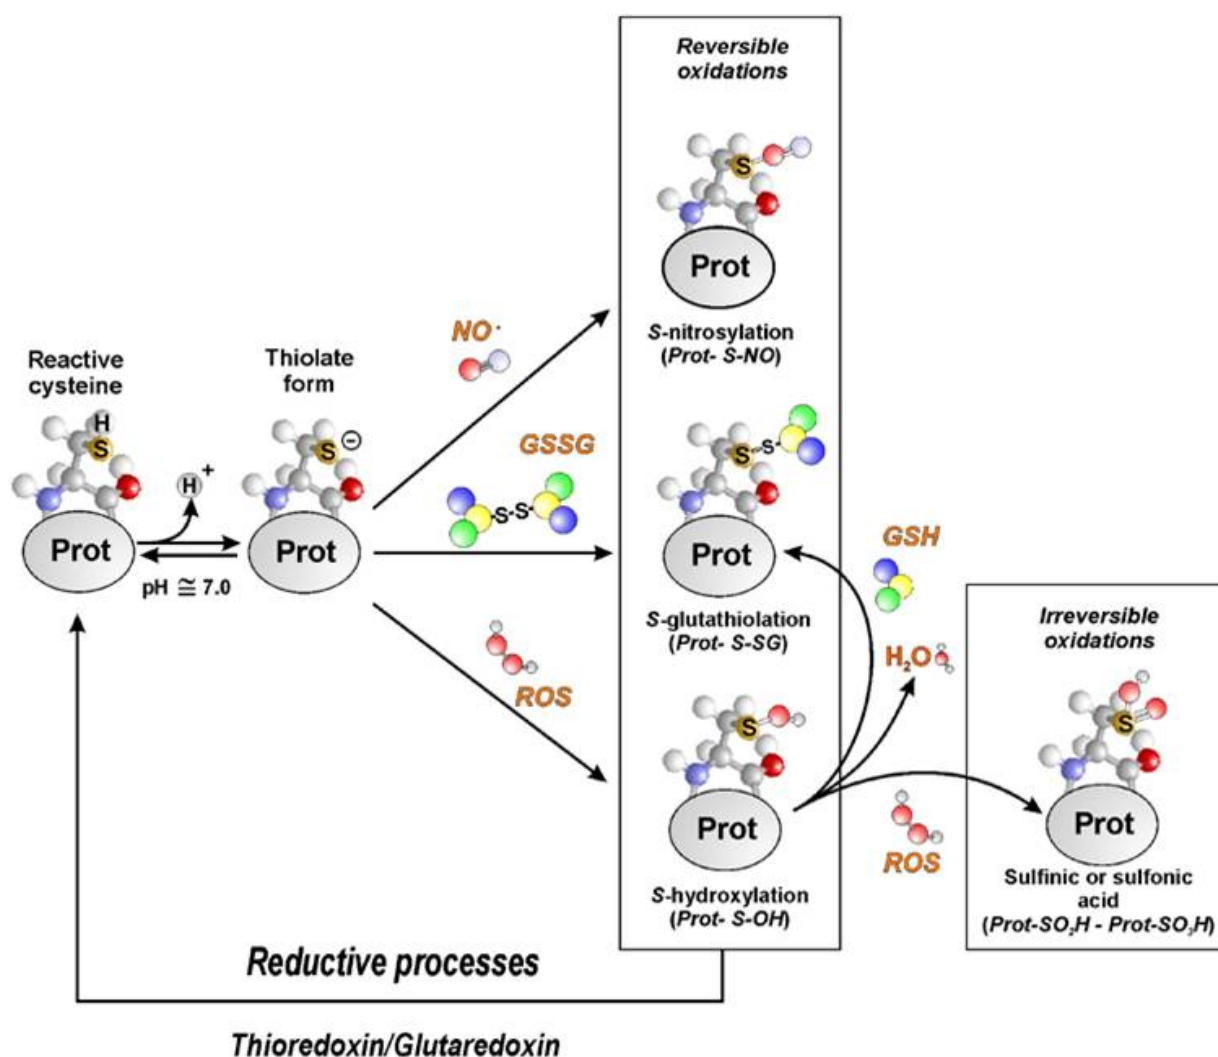 Reversible
oxidations
S
Prot
S-nitrosylation
(Prot- S-NO)
NO·
Reactive
cysteine
Thiolate
form
H
S
S
⊖
GSSG
S-S
H+
Prot
Prot
pH ≅ 7.0
S-S
Prot
S-glutathiolation
(Prot- S-SG)
GSH
H₂O
ROS
S
Prot
S-hydroxylation
(Prot- S-OH)
ROS
Irreversible
oxidations
S
Prot
Sulfinic or sulfonic
acid
(Prot-SO₂H - Prot-SO₃H)
Reductive processes
Thioredoxin/Glutaredoxin